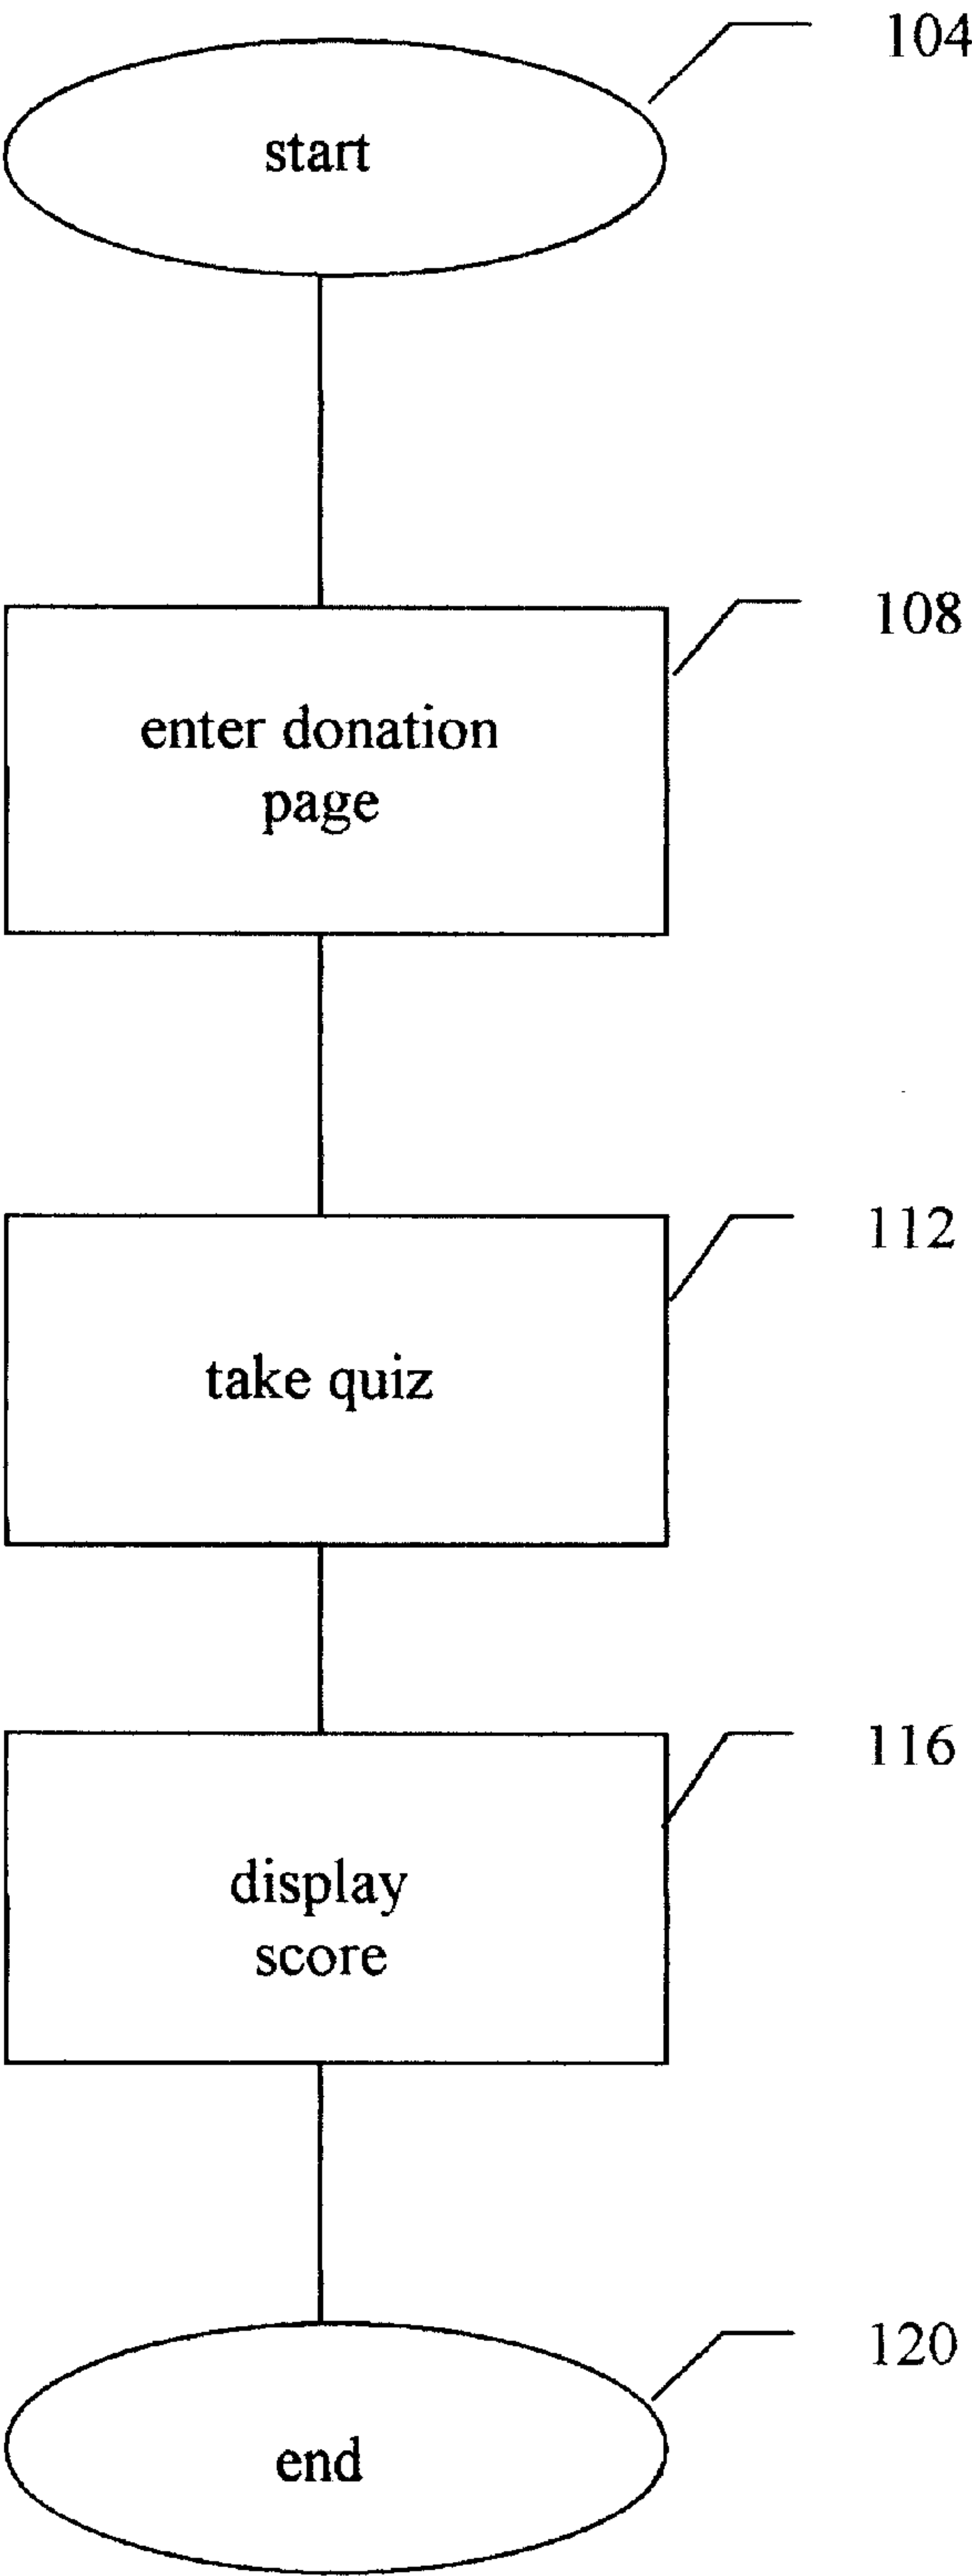 104
start
108
enter donation
page
112
take quiz
116
display
score
120
end